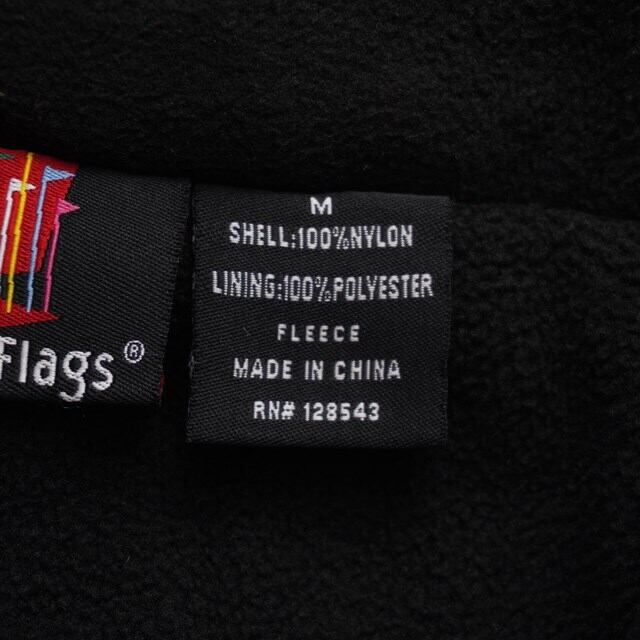 Flags®
M
SHELL:100%NYLON
LINING:100%POLYESTER
FLEECE
MADE IN CHINA
RN# 128543